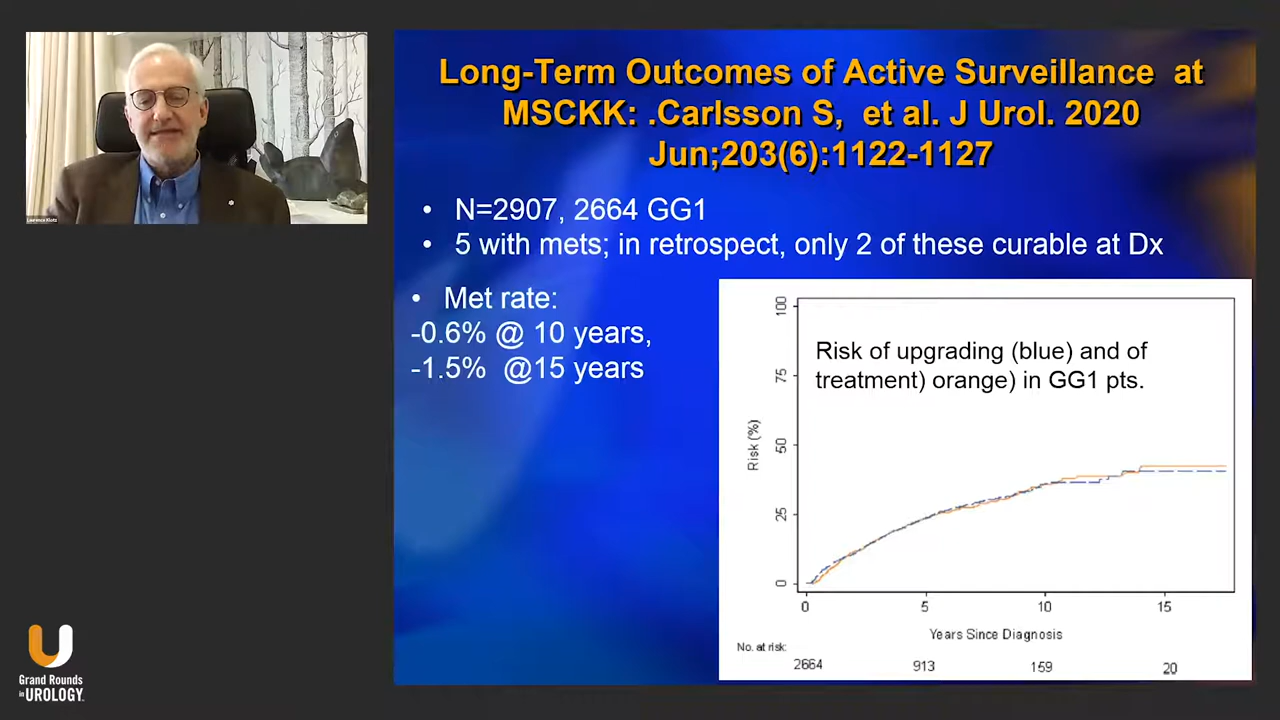 Long-Term Outcomes of Active Surveillance at
MSCKK: .Carlsson S, et al. J Urol. 2020
Jun;203(6):1122-1127
• N=2907, 2664 GG1
• 5 with mets; in retrospect, only 2 of these curable at Dx
• Met rate:
-0.6% @ 10 years,
-1.5% @15 years
Risk of upgrading (blue) and of
treatment) orange) in GG1 pts.
Risk (%)
100
75
50
25
0
0 5 10 15
Years Since Diagnosis
No. at risk:
2664 913 159 20
Laurence Klotz
U
Grand Rounds
in UROLOGY